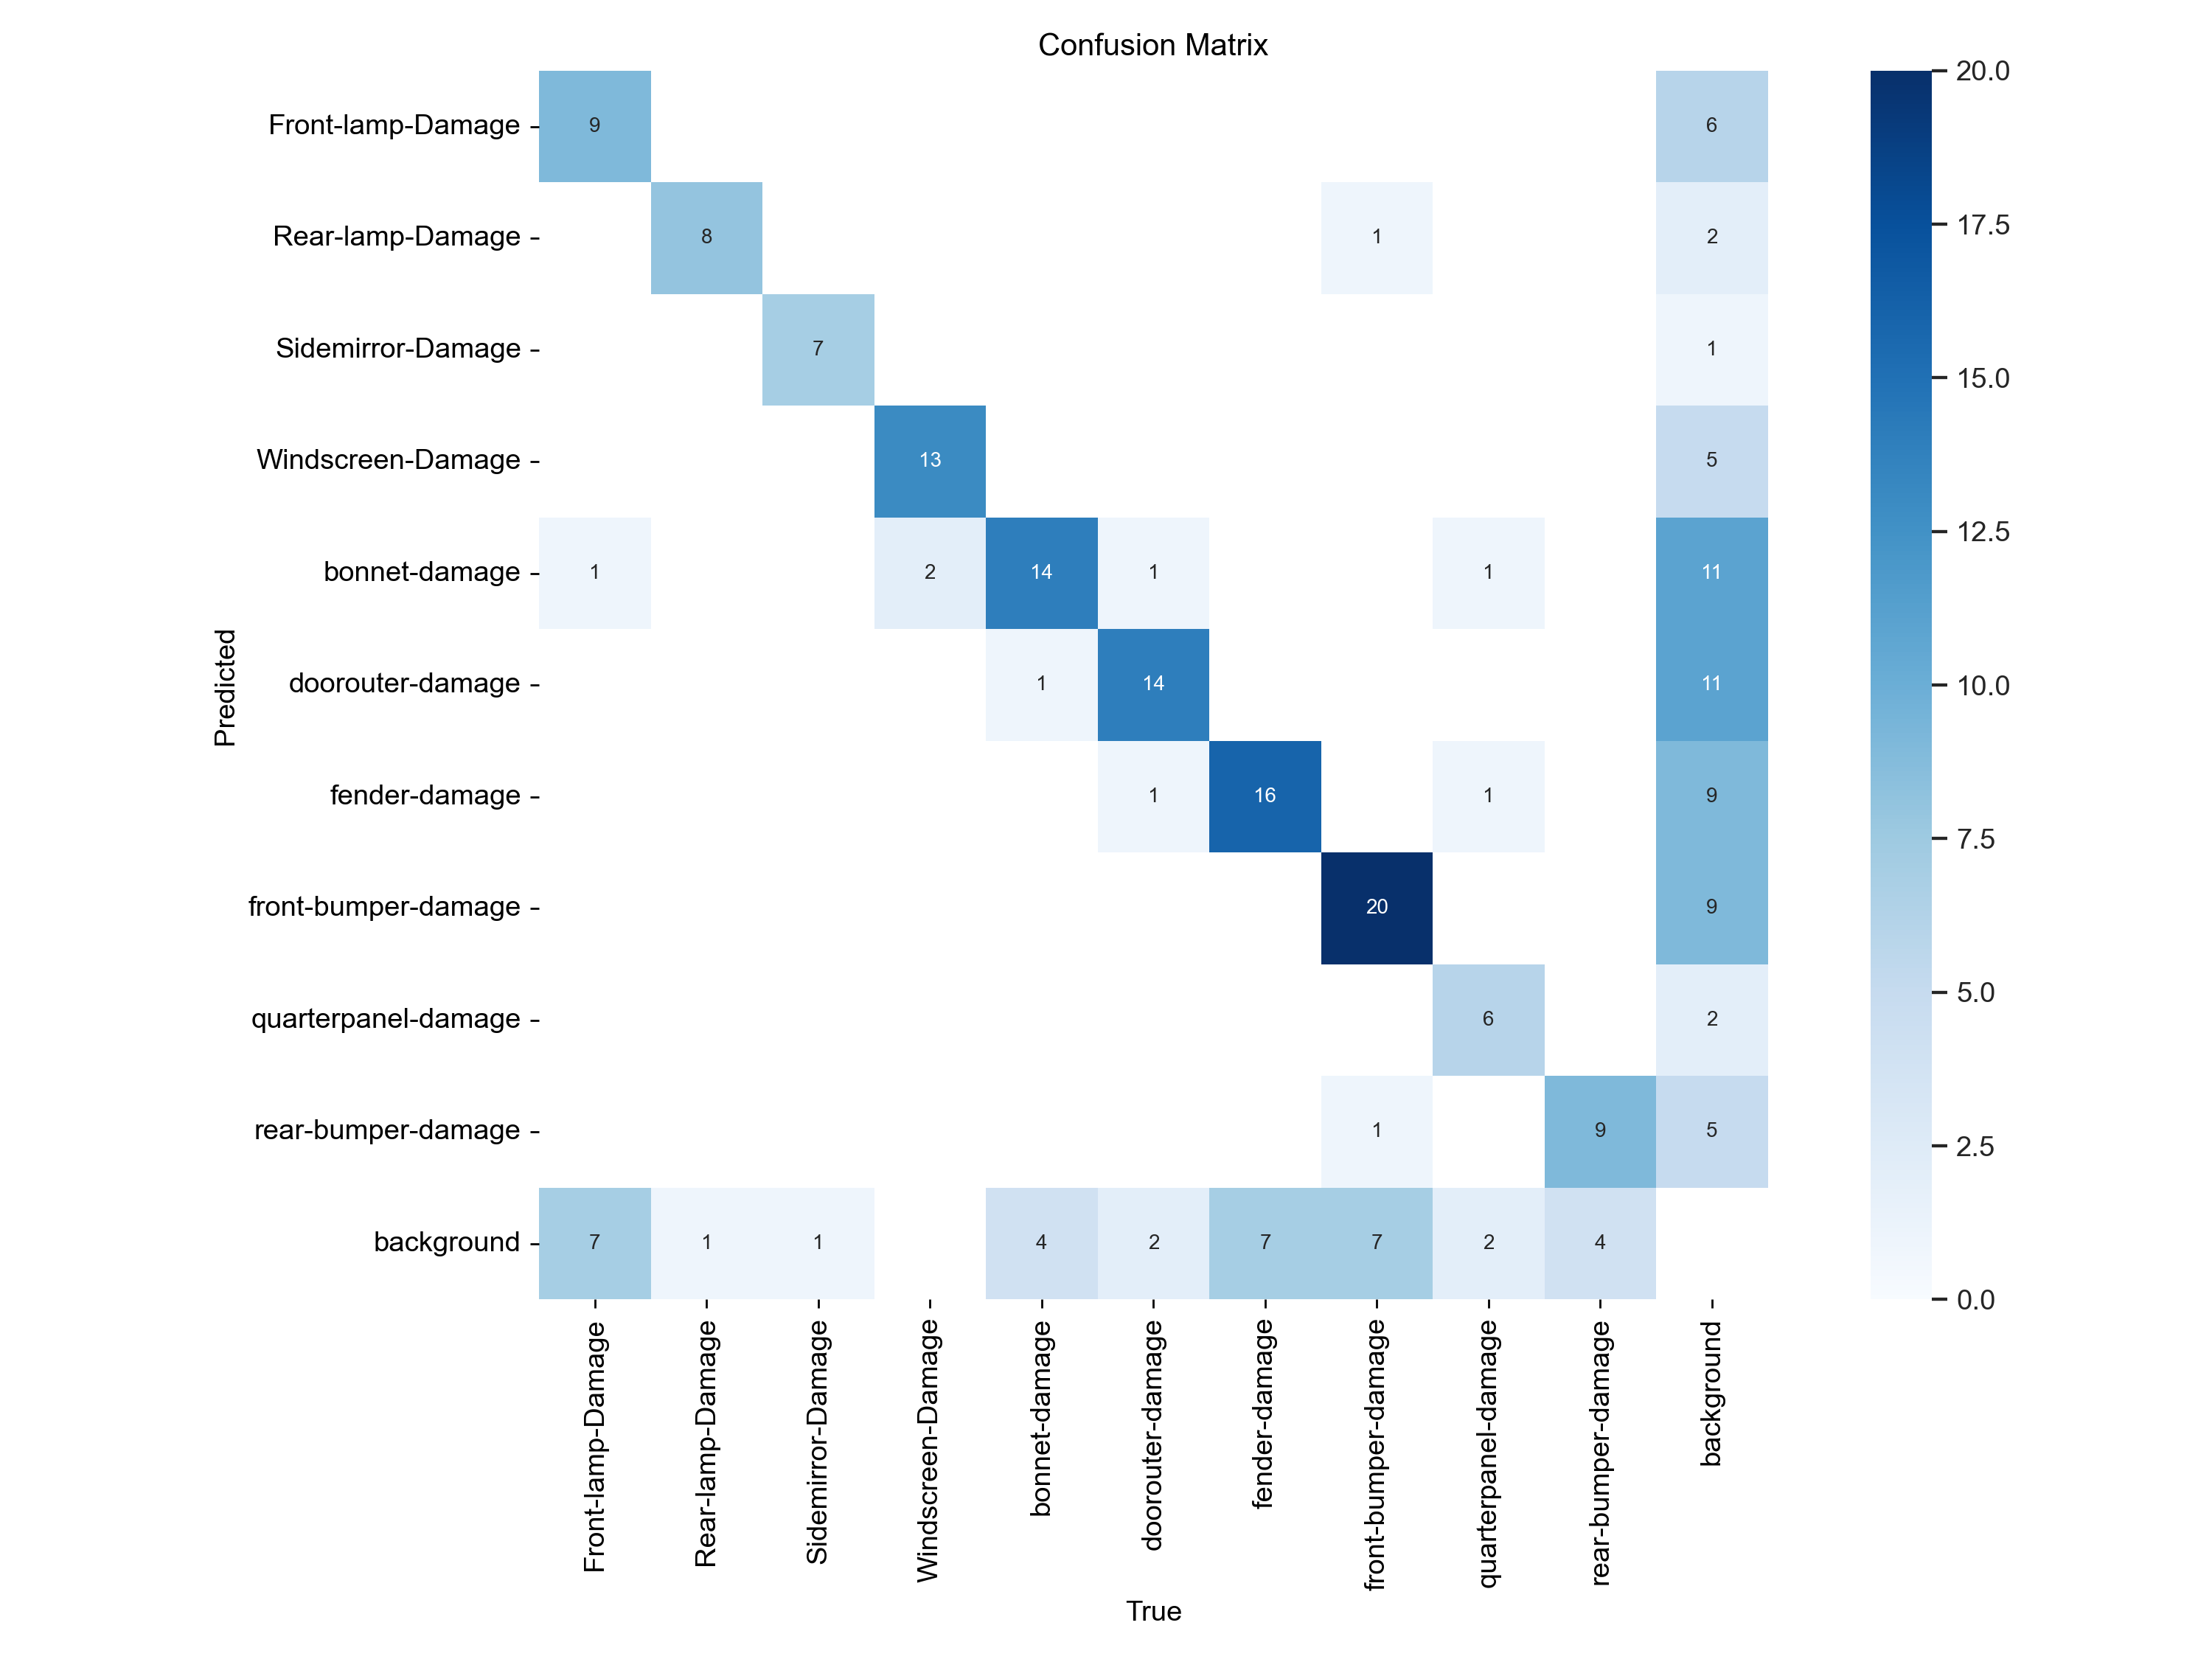 Confusion Matrix
Front-lamp-Damage 9 6
Rear-lamp-Damage 8 1 2
Sidemirror-Damage 7 1
Windscreen-Damage 13 5
bonnet-damage 1 2 14 1 1 11
doorouter-damage 1 14 11
fender-damage 1 16 1 9
front-bumper-damage 20 9
quarterpanel-damage 6 2
rear-bumper-damage 1 9 5
background 7 1 1 4 2 7 7 2 4
Predicted
Front-lamp-Damage
Rear-lamp-Damage
Sidemirror-Damage
Windscreen-Damage
bonnet-damage
doorouter-damage
fender-damage
front-bumper-damage
quarterpanel-damage
rear-bumper-damage
background
True
20.0
17.5
15.0
12.5
10.0
7.5
5.0
2.5
0.0